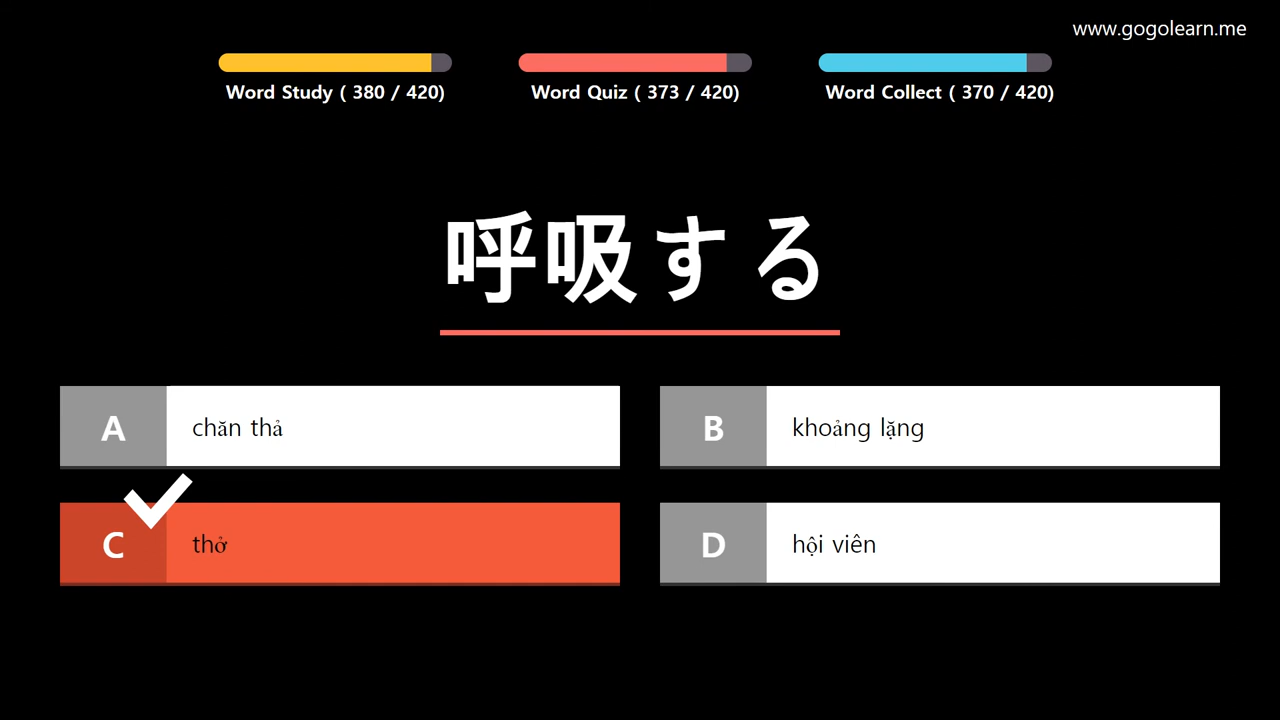 www.gogolearn.me
Word Study ( 380 / 420)
Word Quiz ( 373 / 420)
Word Collect ( 370 / 420)
呼吸する
A chăn thả
B khoảng lặng
C thở
D hội viên